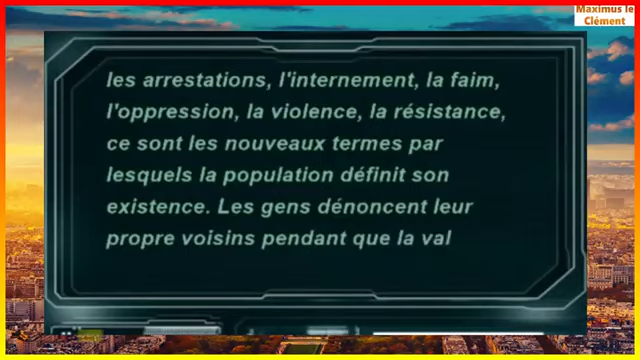 Maximus le
Clément
les arrestations, l'internement, la faim,
l'oppression, la violence, la résistance,
ce sont les nouveaux termes par
lesquels la population définit son
existence. Les gens dénoncent leur
propre voisins pendant que la val